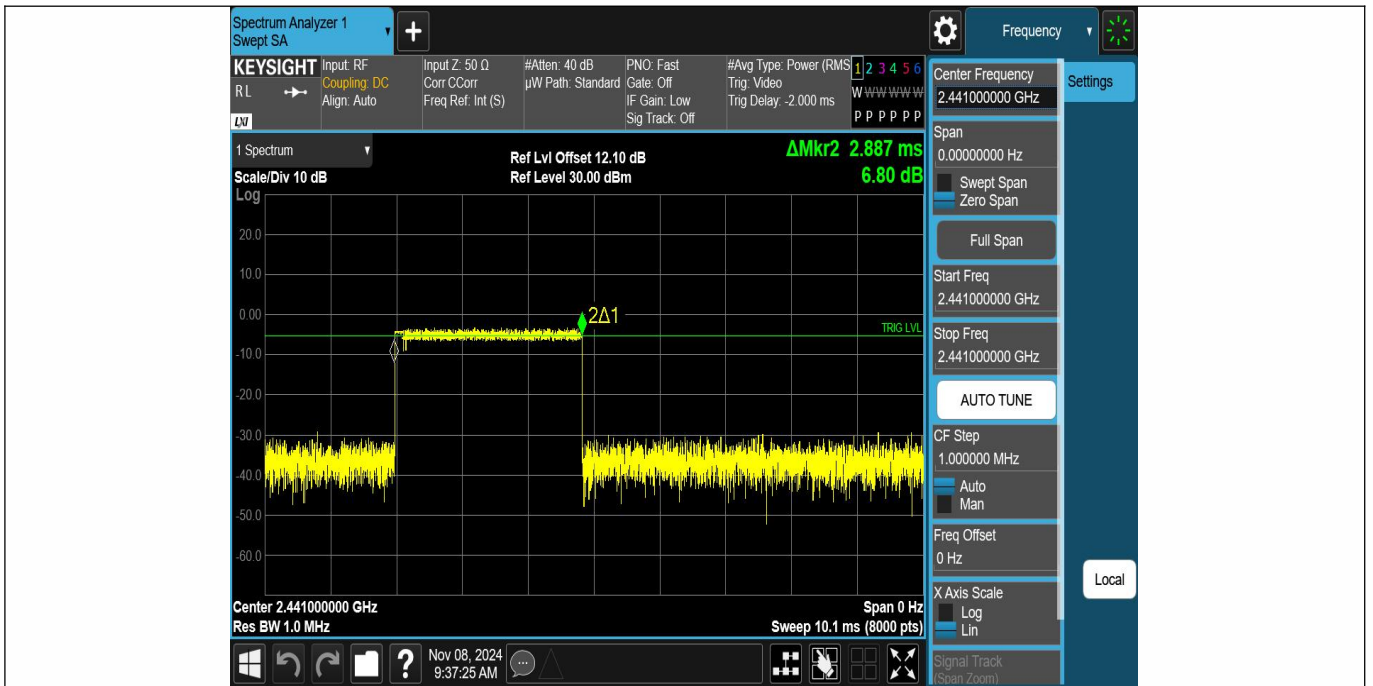 Spectrum Analyzer 1
Swept SA
+
Frequency
KEYSIGHT
RL
LXI
Input: RF
Coupling: DC
Align: Auto
Input Z: 50 Ω
Corr CCorr
Freq Ref: Int (S)
#Atten: 40 dB
µW Path: Standard
PNO: Fast
Gate: Off
IF Gain: Low
Sig Track: Off
#Avg Type: Power (RMS
Trig: Video
Trig Delay: -2.000 ms
1 2 3 4 5 6
W W W W W W
P P P P P P
1 Spectrum
Scale/Div 10 dB
Ref Lvl Offset 12.10 dB
Ref Level 30.00 dBm
ΔMkr2 2.887 ms
6.80 dB
Log
20.0
10.0
0.00
-10.0
-20.0
-30.0
-40.0
-50.0
-60.0
2Δ1
TRIG LVL
Center 2.441000000 GHz
Res BW 1.0 MHz
Span 0 Hz
Sweep 10.1 ms (8000 pts)
Center Frequency
2.441000000 GHz
Settings
Span
0.00000000 Hz
Swept Span
Zero Span
Full Span
Start Freq
2.441000000 GHz
Stop Freq
2.441000000 GHz
AUTO TUNE
CF Step
1.000000 MHz
Auto
Man
Freq Offset
0 Hz
X Axis Scale
Log
Lin
Signal Track
(Span Zoom)
Local
?
Nov 08, 2024
9:37:25 AM